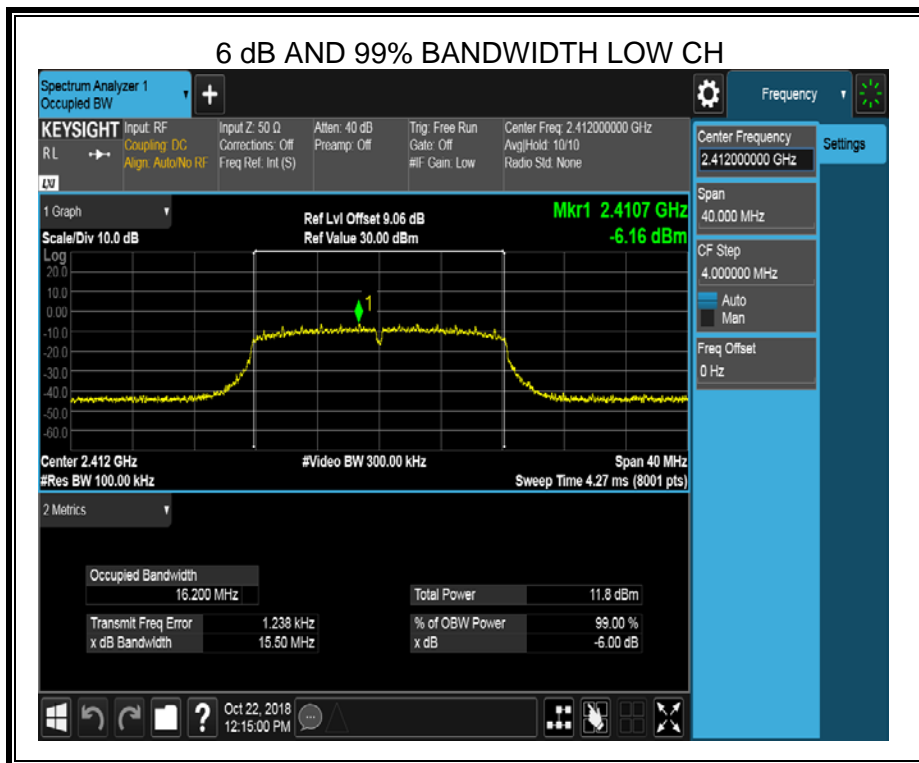 6 dB AND 99% BANDWIDTH LOW CH
Spectrum Analyzer 1
Occupied BW
+
Frequency
KEYSIGHT
RL
LXI
Input: RF
Coupling: DC
Align: Auto/No RF
Input Z: 50 Ω
Corrections: Off
Freq Ref: Int (S)
Atten: 40 dB
Preamp: Off
Trig: Free Run
Gate: Off
#IF Gain: Low
Center Freq: 2.412000000 GHz
Avg|Hold: 10/10
Radio Std: None
Center Frequency
2.412000000 GHz
Settings
Span
40.000 MHz
CF Step
4.000000 MHz
Auto
Man
Freq Offset
0 Hz
1 Graph
Scale/Div 10.0 dB
Ref Lvl Offset 9.06 dB
Ref Value 30.00 dBm
Mkr1 2.4107 GHz
-6.16 dBm
Log
20.0
10.0
0.00
-10.0
-20.0
-30.0
-40.0
-50.0
-60.0
1
Center 2.412 GHz
#Video BW 300.00 kHz
Span 40 MHz
#Res BW 100.00 kHz
Sweep Time 4.27 ms (8001 pts)
2 Metrics
Occupied Bandwidth
16.200 MHz
Total Power 11.8 dBm
Transmit Freq Error 1.238 kHz
% of OBW Power 99.00 %
x dB Bandwidth 15.50 MHz
x dB -6.00 dB
?
Oct 22, 2018
12:15:00 PM